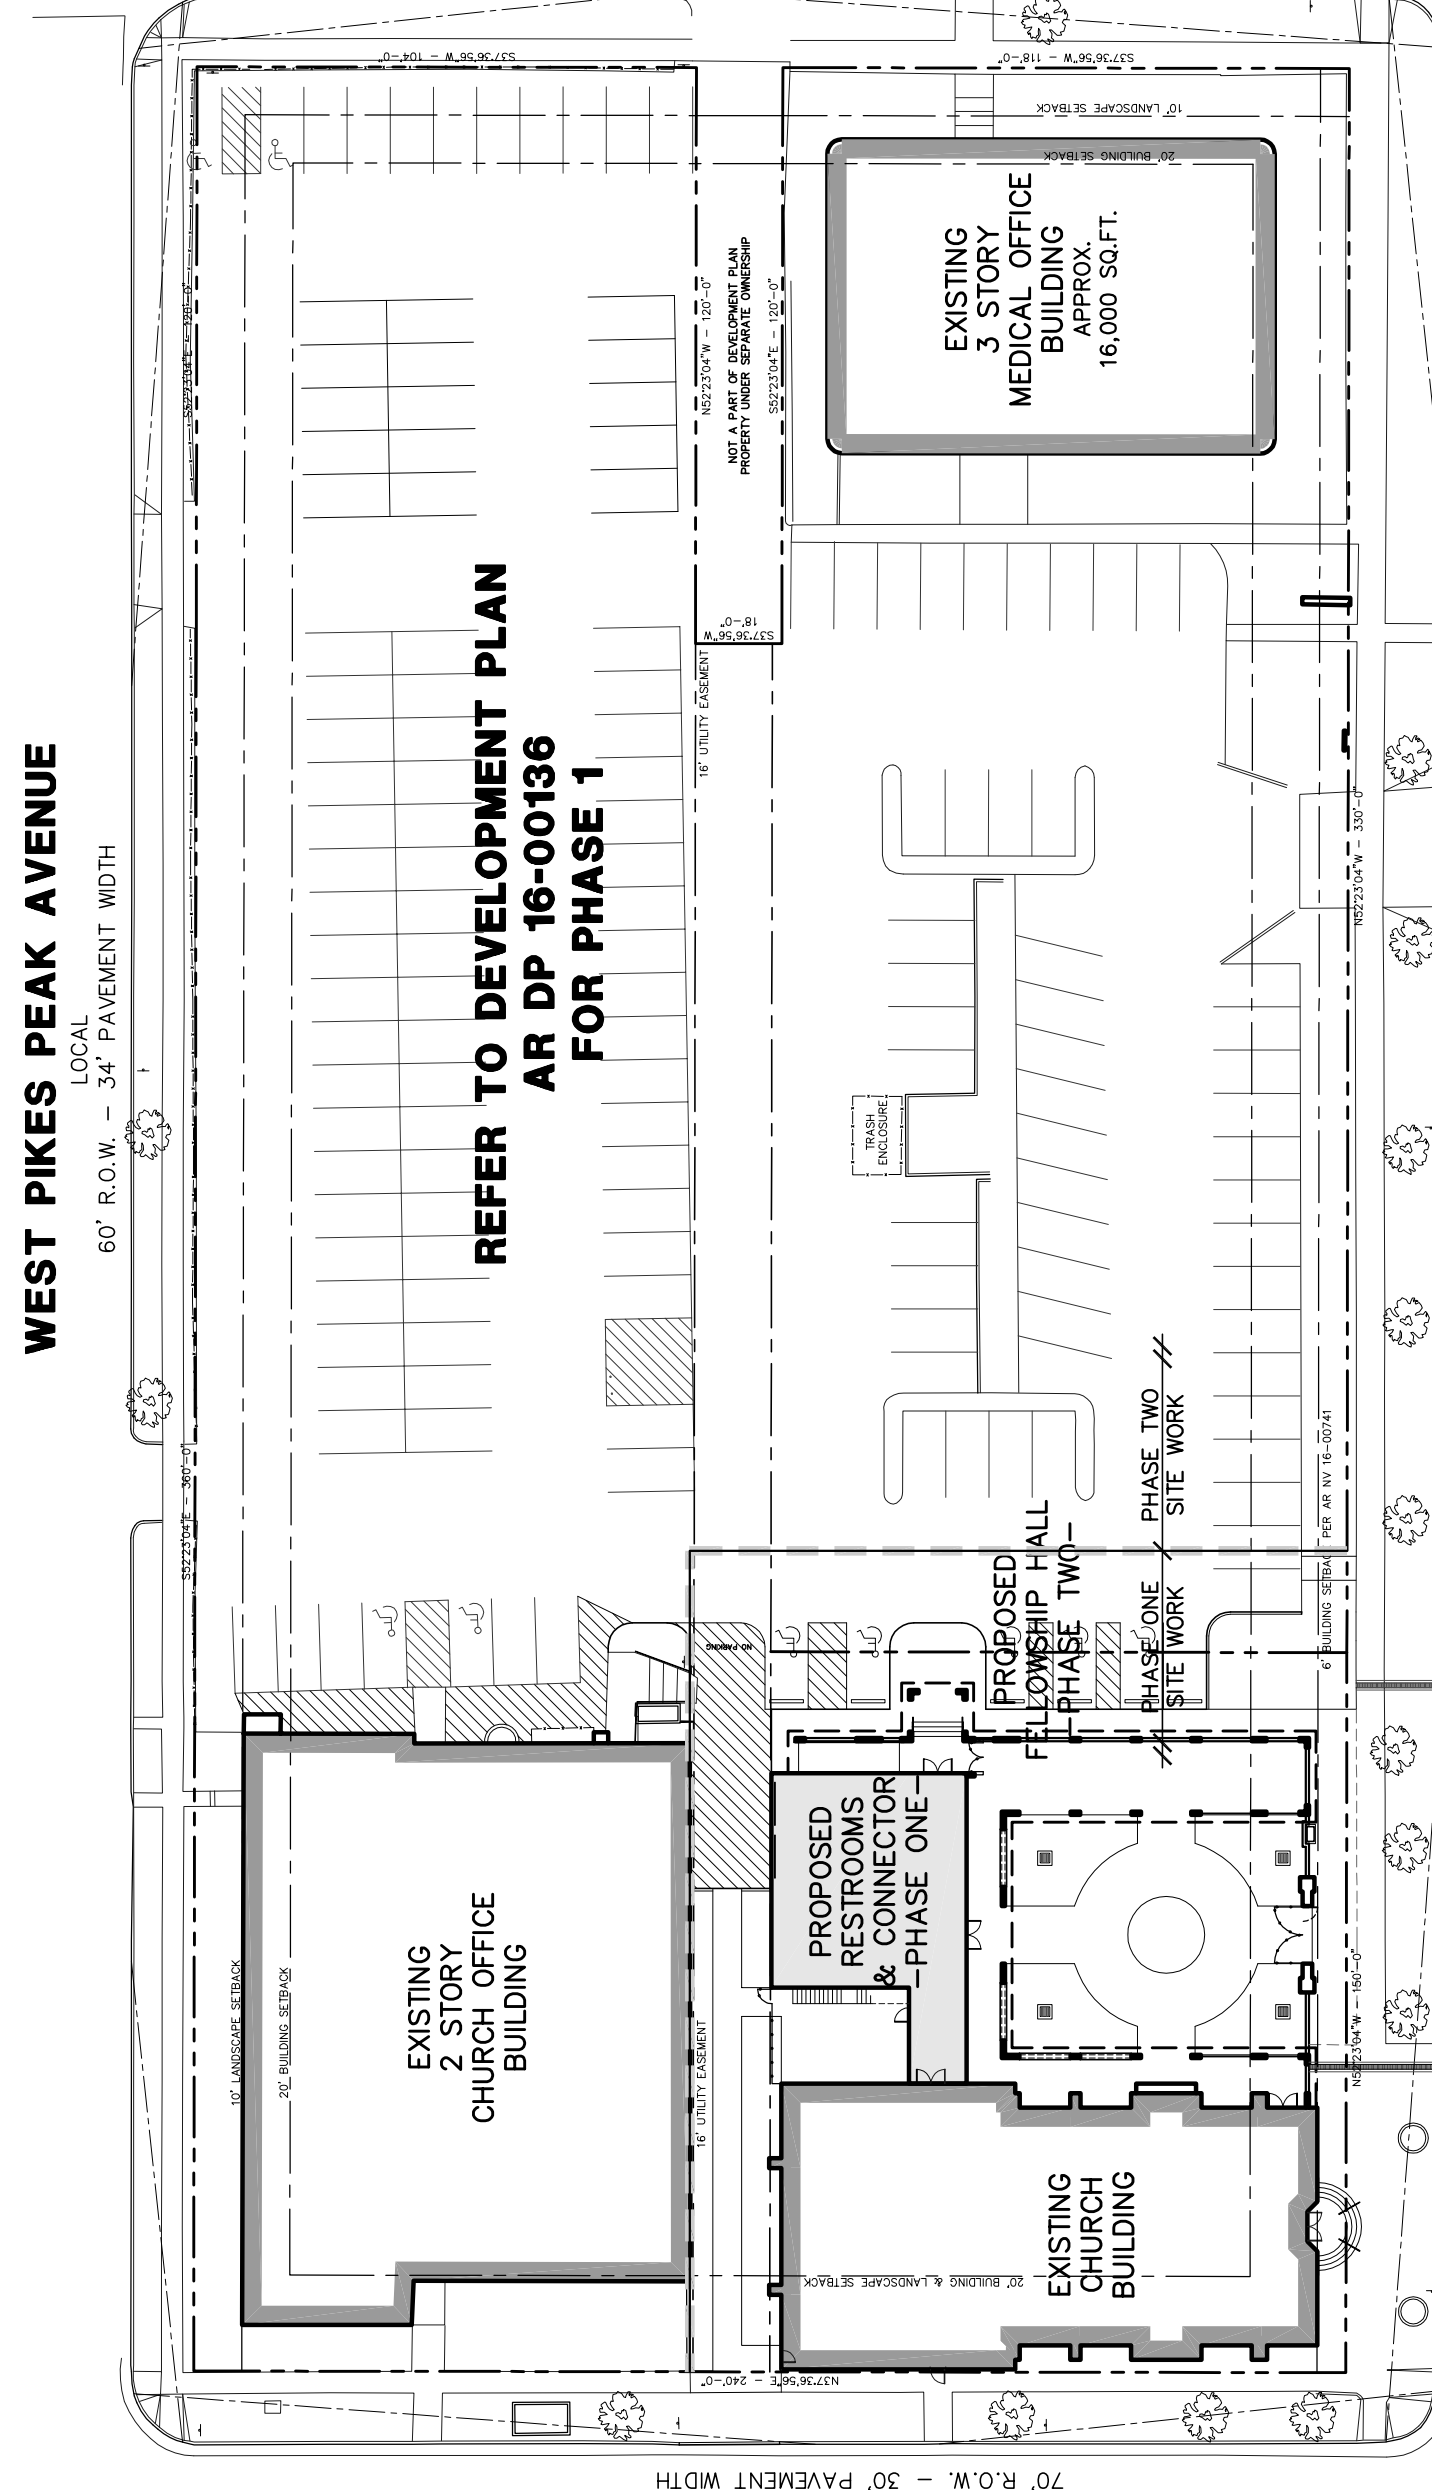 WEST PIKES PEAK AVENUE
LOCAL
60' R.O.W. – 34' PAVEMENT WIDTH
S37°36'56"W – 104'-0"
S37°36'56"W – 118'-0"
S52°23'04"E – 120'-0"
10' LANDSCAPE SETBACK
20' BUILDING SETBACK
EXISTING
3 STORY
MEDICAL OFFICE
BUILDING
APPROX.
16,000 SQ.FT.
N52°23'04"W – 120'-0"
NOT A PART OF DEVELOPMENT PLAN
PROPERTY UNDER SEPARATE OWNERSHIP
S52°23'04"E – 120'-0"
S37°36'56"W
18'-0"
16' UTILITY EASEMENT
REFER TO DEVELOPMENT PLAN
AR DP 16-00136
FOR PHASE 1
TRASH
ENCLOSURE
N52°23'04"W – 330'-0"
S52°23'04"E – 360'-0"
PHASE TWO
SITE WORK
PHASE ONE
SITE WORK
6' BUILDING SETBACK PER AR NV 16-00741
PROPOSED
FELLOWSHIP HALL
–PHASE TWO–
NO PARKING
PROPOSED
RESTROOMS
& CONNECTOR
–PHASE ONE–
EXISTING
2 STORY
CHURCH OFFICE
BUILDING
10' LANDSCAPE SETBACK
20' BUILDING SETBACK
16' UTILITY EASEMENT
N52°23'04"W – 150'-0"
EXISTING
CHURCH
BUILDING
20' BUILDING & LANDSCAPE SETBACK
N37°36'56"E – 240'-0"
70' R.O.W. – 30' PAVEMENT WIDTH